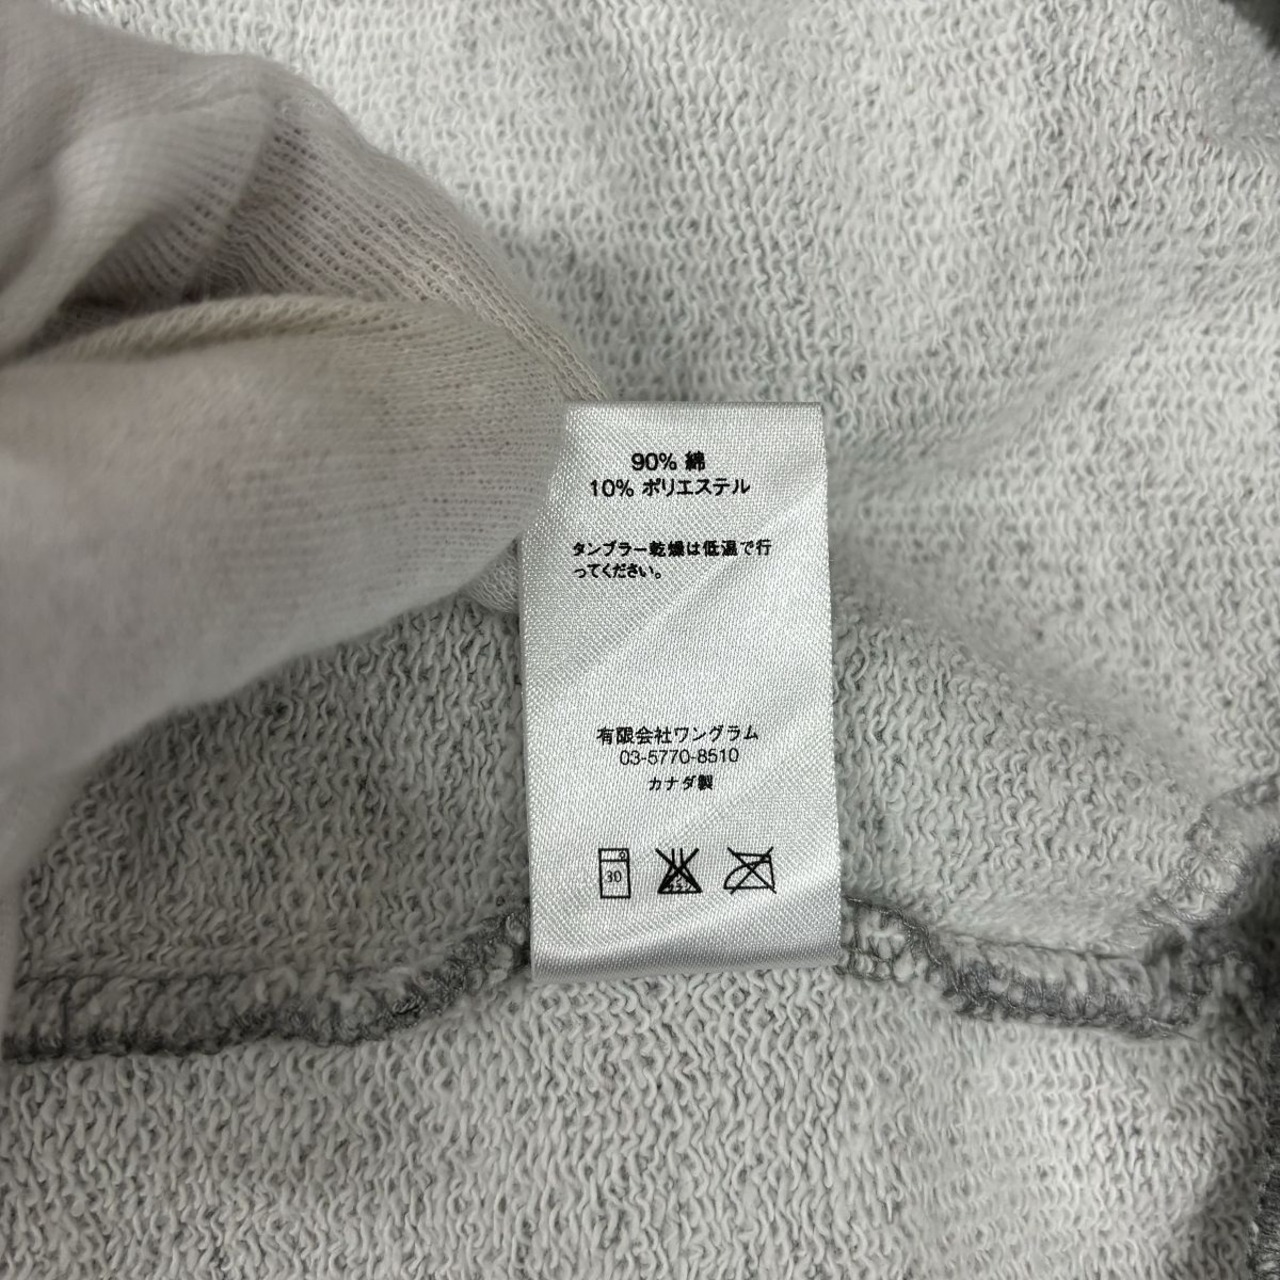 90% 綿
10% ポリエステル
タンブラー乾燥は低温で行
ってください。
有限会社ワングラム
03-5770-8510
カナダ製
30